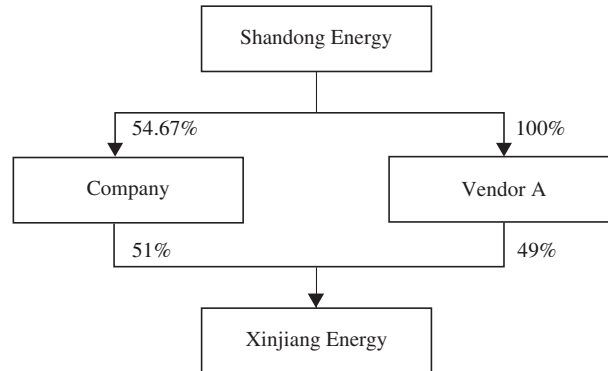 Shandong Energy
54.67%
100%
Company
Vendor A
51%
49%
Xinjiang Energy